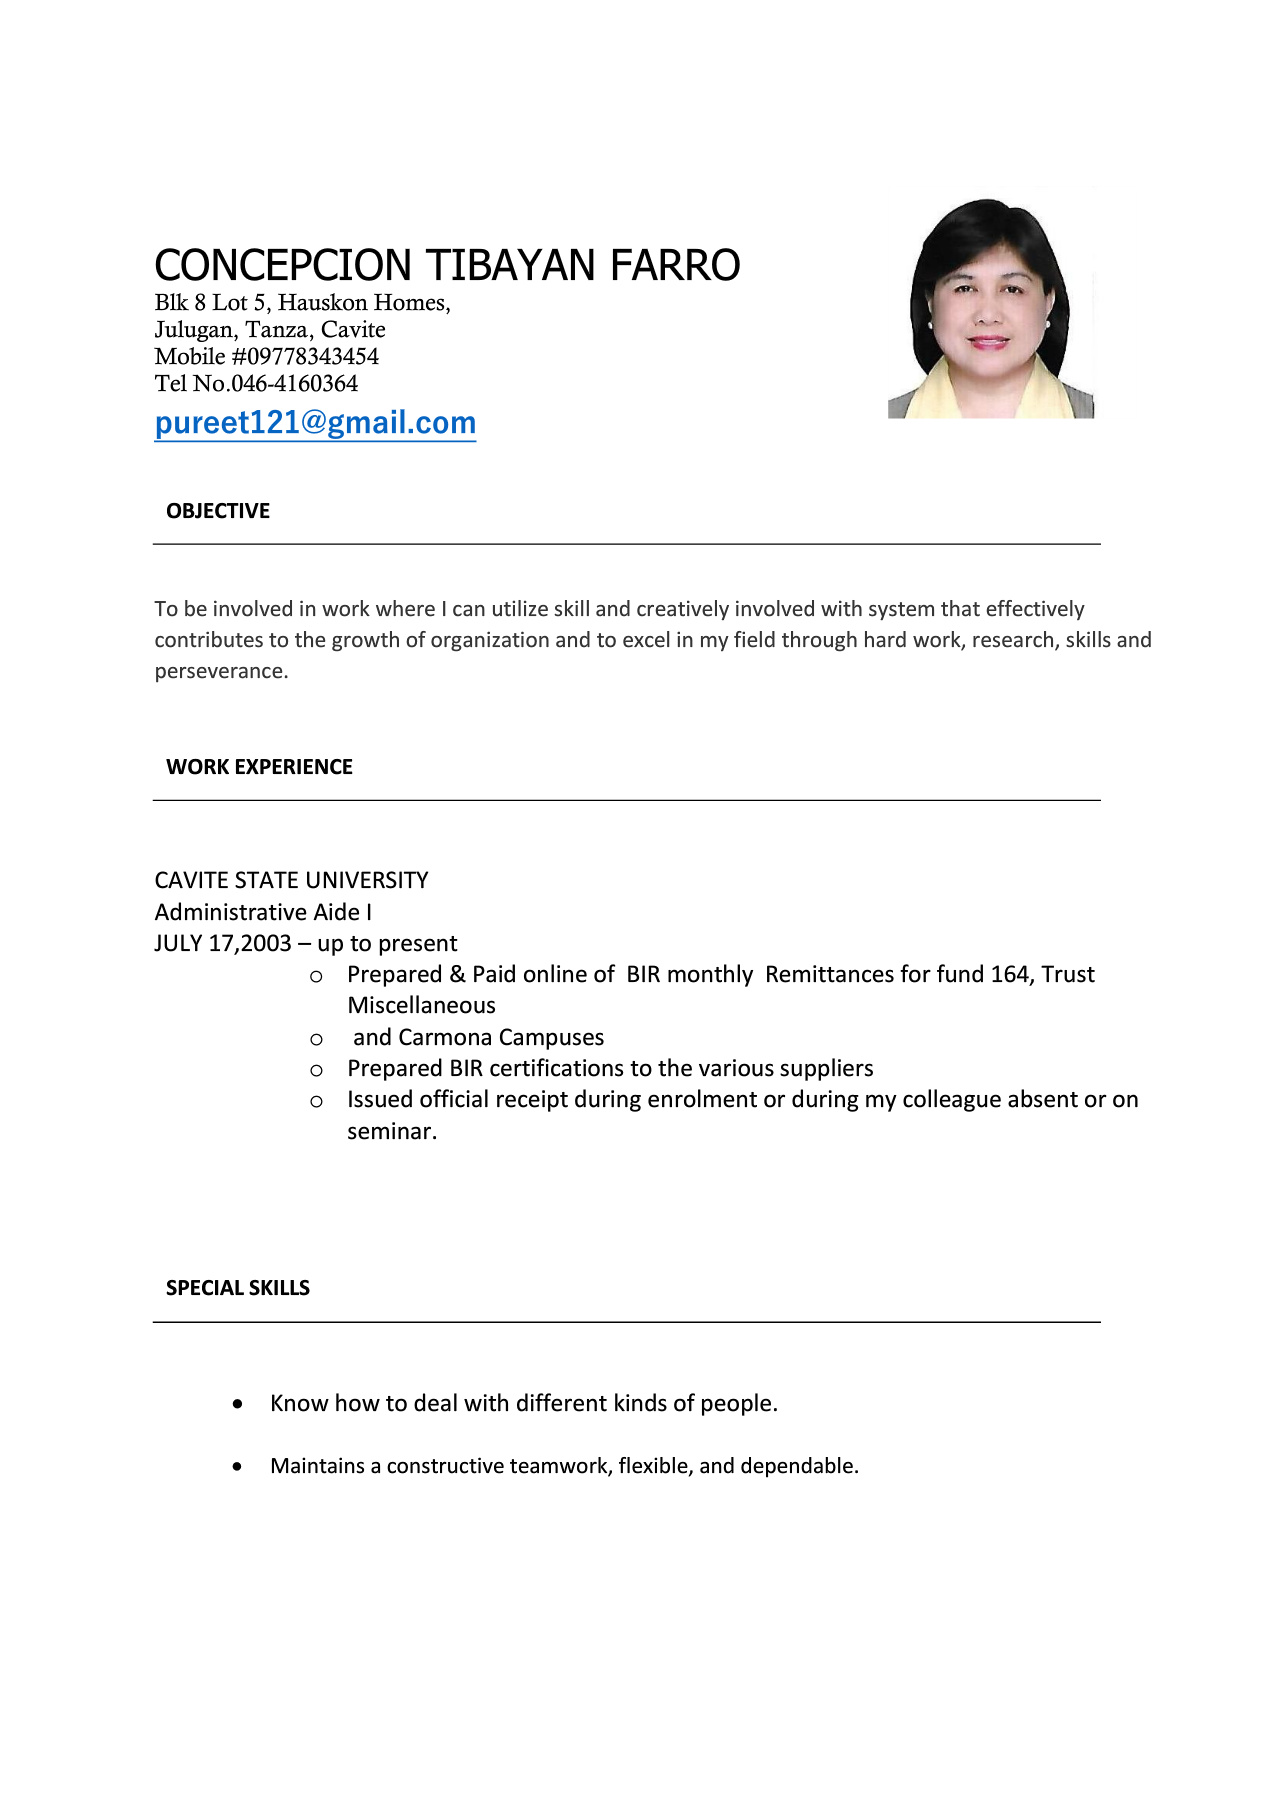 CONCEPCION TIBAYAN FARRO
Blk 8 Lot 5, Hauskon Homes,
Julugan, Tanza, Cavite
Mobile #09778343454
Tel No.046-4160364
pureet121@gmail.com
OBJECTIVE
To be involved in work where I can utilize skill and creatively involved with system that effectively
contributes to the growth of organization and to excel in my field through hard work, research, skills and
perseverance.
WORK EXPERIENCE
CAVITE STATE UNIVERSITY
Administrative Aide I
JULY 17,2003 – up to present
o Prepared & Paid online of BIR monthly Remittances for fund 164, Trust
Miscellaneous
o and Carmona Campuses
o Prepared BIR certifications to the various suppliers
o Issued official receipt during enrolment or during my colleague absent or on
seminar.
SPECIAL SKILLS
• Know how to deal with different kinds of people.
• Maintains a constructive teamwork, flexible, and dependable.